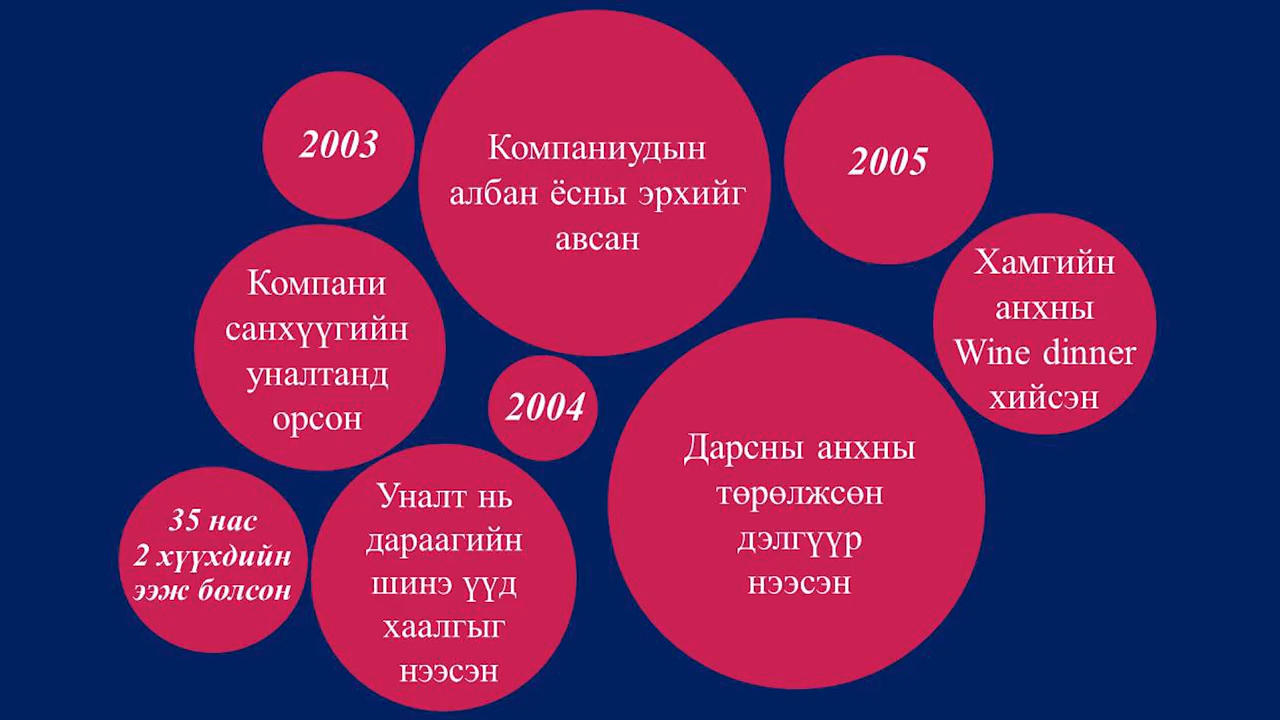 2003
Компани
санхүүгийн
уналтанд
орсон
35 нас
2 хүүхдийн
ээж болсон
Уналт нь
дараагийн
шинэ үүд
хаалгыг
нээсэн
2004
Компаниудын
албан ёсны эрхийг
авсан
2005
Дарсны анхны
төрөлжсөн
дэлгүүр
нээсэн
Хамгийн
анхны
Wine dinner
хийсэн